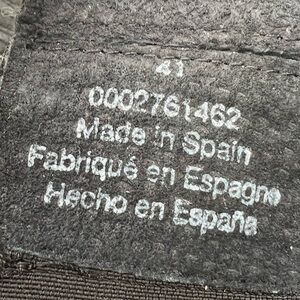 41
0002761462
Made in Spain
Fabriqué en Espagne
Hecho en España